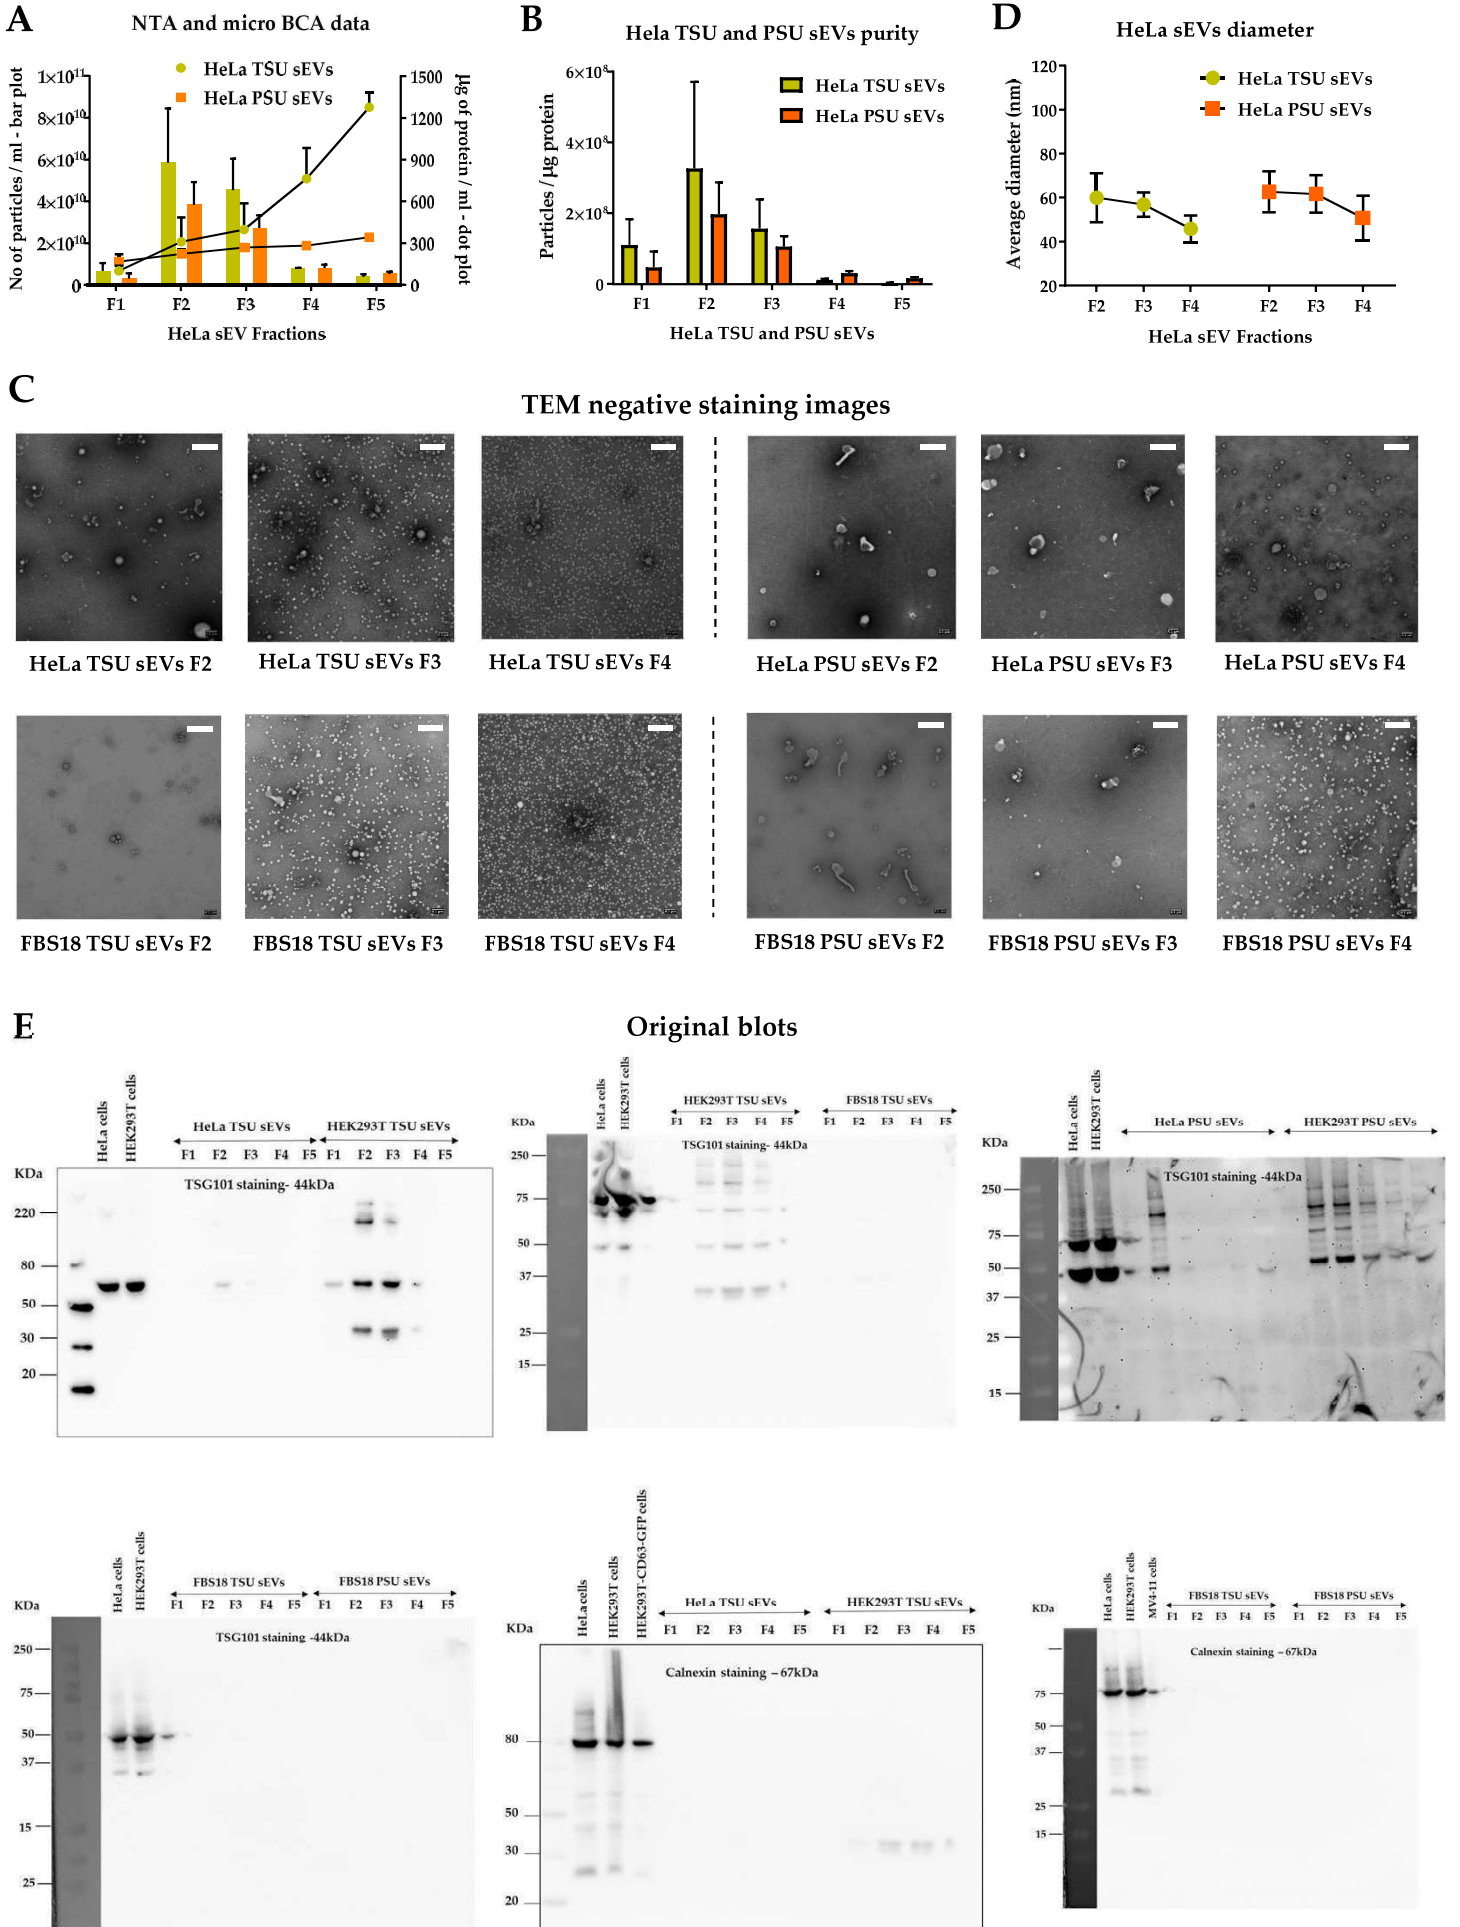 A
NTA and micro BCA data
HeLa TSU sEVs
HeLa PSU sEVs
No of particles / ml - bar plot
1×10¹¹
8×10¹⁰
6×10¹⁰
4×10¹⁰
2×10¹⁰
0
1500
1200
900
600
300
0
µg of protein / ml - dot plot
F1 F2 F3 F4 F5
HeLa sEV Fractions
B
Hela TSU and PSU sEVs purity
HeLa TSU sEVs
HeLa PSU sEVs
Particles / µg protein
6×10⁸
4×10⁸
2×10⁸
0
F1 F2 F3 F4 F5
HeLa TSU and PSU sEVs
D
HeLa sEVs diameter
HeLa TSU sEVs
HeLa PSU sEVs
Average diameter (nm)
120
100
80
60
40
20
F2 F3 F4 F2 F3 F4
HeLa sEV Fractions
C
TEM negative staining images
HeLa TSU sEVs F2
HeLa TSU sEVs F3
HeLa TSU sEVs F4
HeLa PSU sEVs F2
HeLa PSU sEVs F3
HeLa PSU sEVs F4
FBS18 TSU sEVs F2
FBS18 TSU sEVs F3
FBS18 TSU sEVs F4
FBS18 PSU sEVs F2
FBS18 PSU sEVs F3
FBS18 PSU sEVs F4
E
Original blots
HeLa cells
HEK293T cells
HeLa TSU sEVs
HEK293T TSU sEVs
F1 F2 F3 F4 F5 F1 F2 F3 F4 F5
KDa
TSG101 staining- 44kDa
220
80
50
30
20
HeLa cells
HEK293T cells
HEK293T TSU sEVs
FBS18 TSU sEVs
KDa
F1 F2 F3 F4 F5 F1 F2 F3 F4 F5
TSG101 staining- 44kDa
250
75
50
37
25
15
HeLa cells
HEK293T cells
HeLa PSU sEVs
HEK293T PSU sEVs
KDa
TSG101 staining -44kDa
250
75
50
37
25
15
HeLa cells
HEK293T cells
FBS18 TSU sEVs
FBS18 PSU sEVs
KDa
F1 F2 F3 F4 F5 F1 F2 F3 F4 F5
TSG101 staining -44kDa
250
75
50
37
15
25
HeLa cells
HEK293T cells
HEK293T-CD63-GFP cells
HeLa TSU sEVs
HEK293T TSU sEVs
KDa
F1 F2 F3 F4 F5 F1 F2 F3 F4 F5
Calnexin staining – 67kDa
80
50
30
20
HeLa cells
HEK293T cells
MV4-11 cells
FBS18 TSU sEVs
FBS18 PSU sEVs
KDa
F1 F2 F3 F4 F5 F1 F2 F3 F4 F5
Calnexin staining – 67kDa
75
50
37
25
15